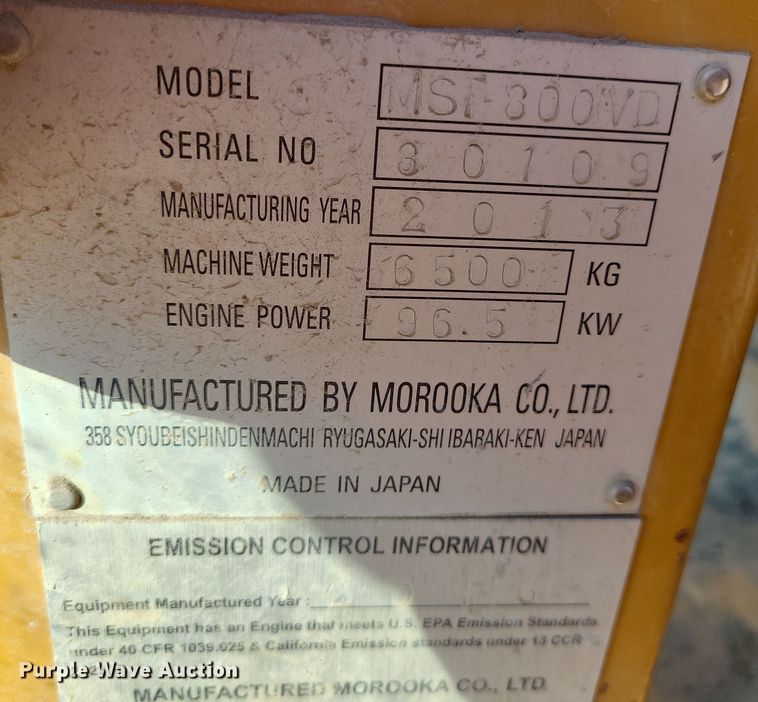 MODEL MST-800VD
SERIAL NO 30109
MANUFACTURING YEAR 2013
MACHINE WEIGHT 6500 KG
ENGINE POWER 96.5 KW
MANUFACTURED BY MOROOKA CO., LTD.
358 SYOUBEISHINDENMACHI RYUGASAKI-SHI IBARAKI-KEN JAPAN
MADE IN JAPAN
EMISSION CONTROL INFORMATION
Equipment Manufactured Year :
This Equipment has an Engine that meets U.S. EPA Emission Standards
under 40 CFR 1039.625 & California Emission standards under 13 CCR
MANUFACTURED MOROOKA CO., LTD
Purple Wave Auction